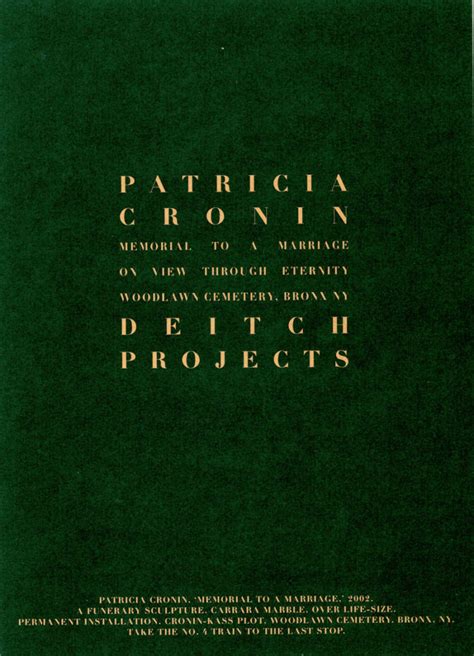 PATRICIA
CRONIN
MEMORIAL TO A MARRIAGE
ON VIEW THROUGH ETERNITY
WOODLAWN CEMETERY, BRONX NY
DEITCH
PROJECTS
PATRICIA CRONIN, 'MEMORIAL TO A MARRIAGE,' 2002.
A FUNERARY SCULPTURE. CARRARA MARBLE, OVER LIFE-SIZE.
PERMANENT INSTALLATION. CRONIN-KASS PLOT, WOODLAWN CEMETERY, BRONX, NY.
TAKE THE NO. 4 TRAIN TO THE LAST STOP.